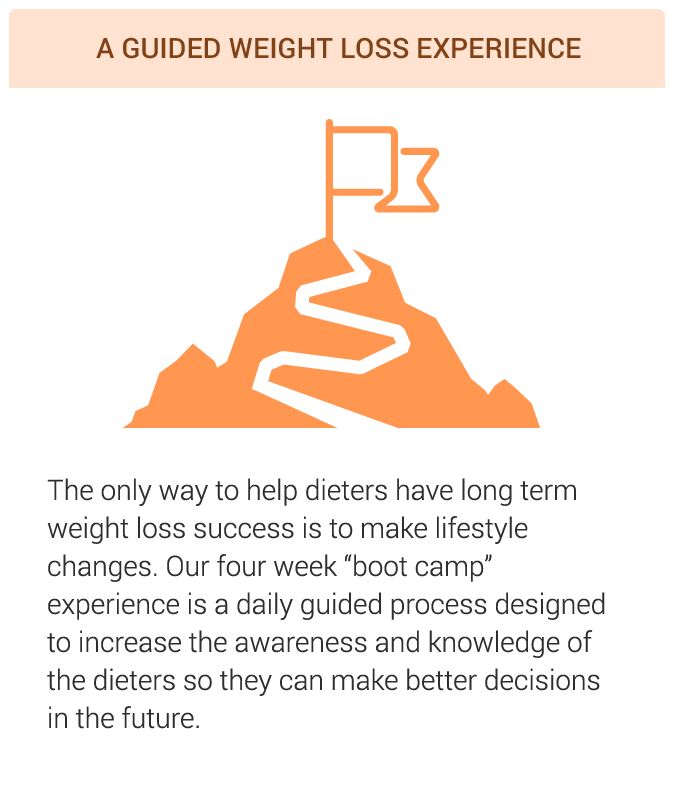 A GUIDED WEIGHT LOSS EXPERIENCE
The only way to help dieters have long term
weight loss success is to make lifestyle
changes. Our four week “boot camp”
experience is a daily guided process designed
to increase the awareness and knowledge of
the dieters so they can make better decisions
in the future.